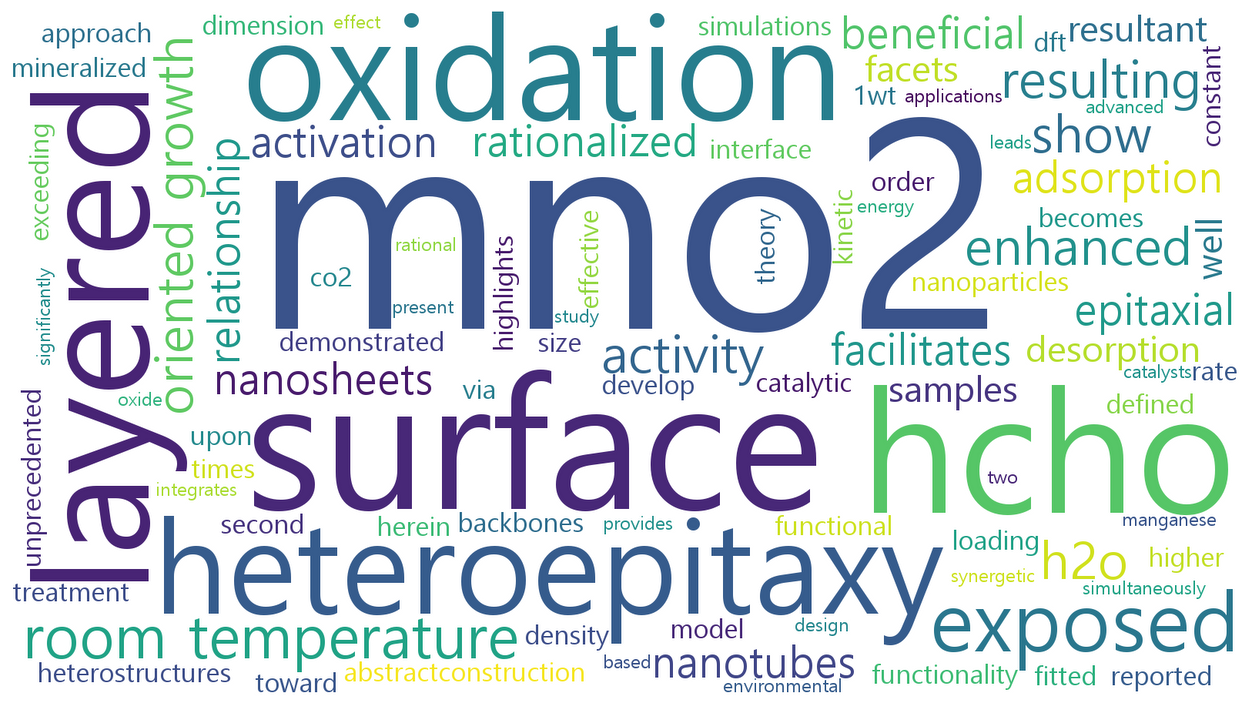 approach
dimension
effect
oxidation
simulations
beneficial
dft
resultant
mineralized
facets
resulting
constant
1wt
applications
advanced
layered
oriented growth
activation
rationalized
interface
leads
show
exceeding
relationship
mno2
order
adsorption
kinetic
energy
becomes
well
enhanced
rational
theory
effective
highlights
co2
nanoparticles
significantly
present
study
epitaxial
demonstrated
size
activity
facilitates
desorption
nanosheets
via
develop
catalytic
samples
catalysts
rate
oxide
unprecedented
surface
hcho
defined
upon
times
integrates
two
second
herein
backbones
provides
functional
manganese
heteroepitaxy
loading
h2o
higher
synergetic
simultaneously
treatment
exposed
room temperature
density
model
design
heterostructures
toward
abstractconstruction
based
nanotubes
environmental
functionality
fitted
reported